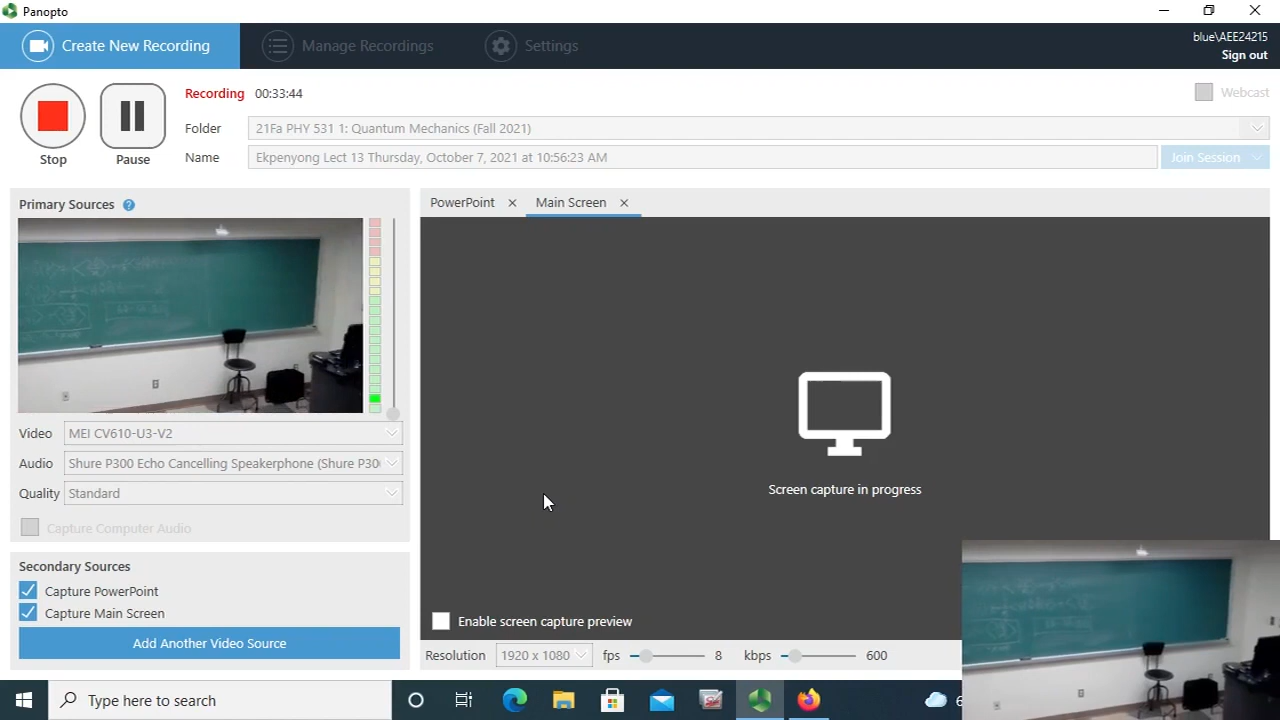 Panopto
Create New Recording
Manage Recordings
Settings
blue\AEE24215
Sign out
Recording 00:33:44
Webcast
Folder 21Fa PHY 531 1: Quantum Mechanics (Fall 2021)
Name Ekpenyong Lect 13 Thursday, October 7, 2021 at 10:56:23 AM
Join Session
Stop
Pause
Primary Sources ?
PowerPoint
Main Screen
Video MEI CV610-U3-V2
Audio Shure P300 Echo Cancelling Speakerphone (Shure P30
Quality Standard
Capture Computer Audio
Screen capture in progress
Secondary Sources
Capture PowerPoint
Capture Main Screen
Add Another Video Source
Enable screen capture preview
Resolution 1920 x 1080 fps 8 kbps 600
Type here to search